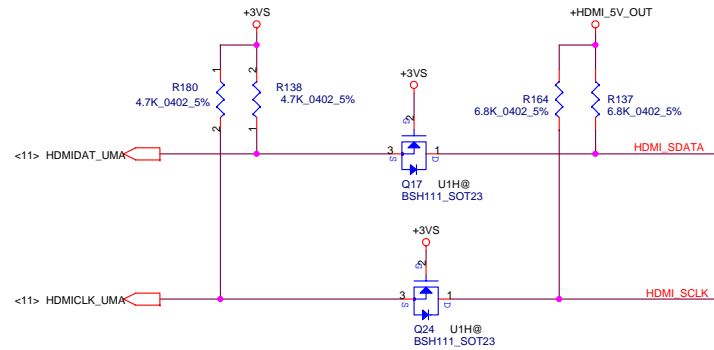 +3VS
+HDMI_5V_OUT
1
2
R180
4.7K_0402_5%
R138
4.7K_0402_5%
2
1
+3VS
R164
6.8K_0402_5%
R137
6.8K_0402_5%
2
G
<11> HDMIDAT_UMA
3
S
1
D
HDMI_SDATA
Q17
U1H@
BSH111_SOT23
+3VS
2
G
<11> HDMICLK_UMA
3
S
1
D
HDMI_SCLK
Q24
U1H@
BSH111_SOT23